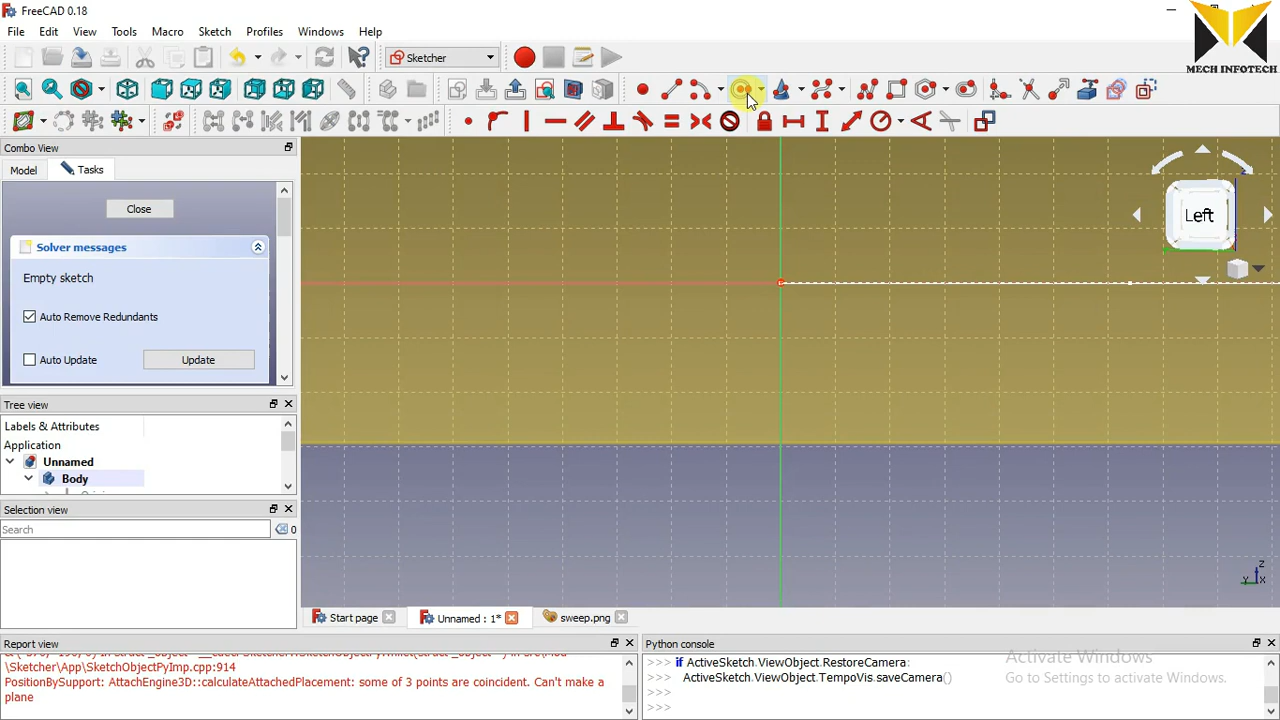 FreeCAD 0.18
File Edit View Tools Macro Sketch Profiles Windows Help
Sketcher
MECH INFOTECH
Combo View
Model Tasks
Close
Solver messages
Empty sketch
Auto Remove Redundants
Auto Update Update
Tree view
Labels & Attributes
Application
Unnamed
Body
Selection view
Search 0
Left
Z
Y X
Start page Unnamed : 1* sweep.png
Report view
\Sketcher\App\SketchObjectPyImp.cpp:914
PositionBySupport: AttachEngine3D::calculateAttachedPlacement: some of 3 points are coincident. Can't make a
plane
Python console
>>> if ActiveSketch.ViewObject.RestoreCamera:
>>> ActiveSketch.ViewObject.TempoVis.saveCamera()
>>>
>>>
Activate Windows
Go to Settings to activate Windows.